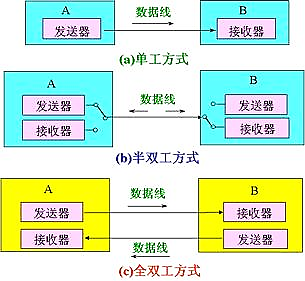 A 数据线 B
发送器 接收器
(a)单工方式
A B
发送器 数据线 发送器
接收器 接收器
(b)半双工方式
A 数据线 B
发送器 接收器
接收器 数据线 发送器
(c)全双工方式